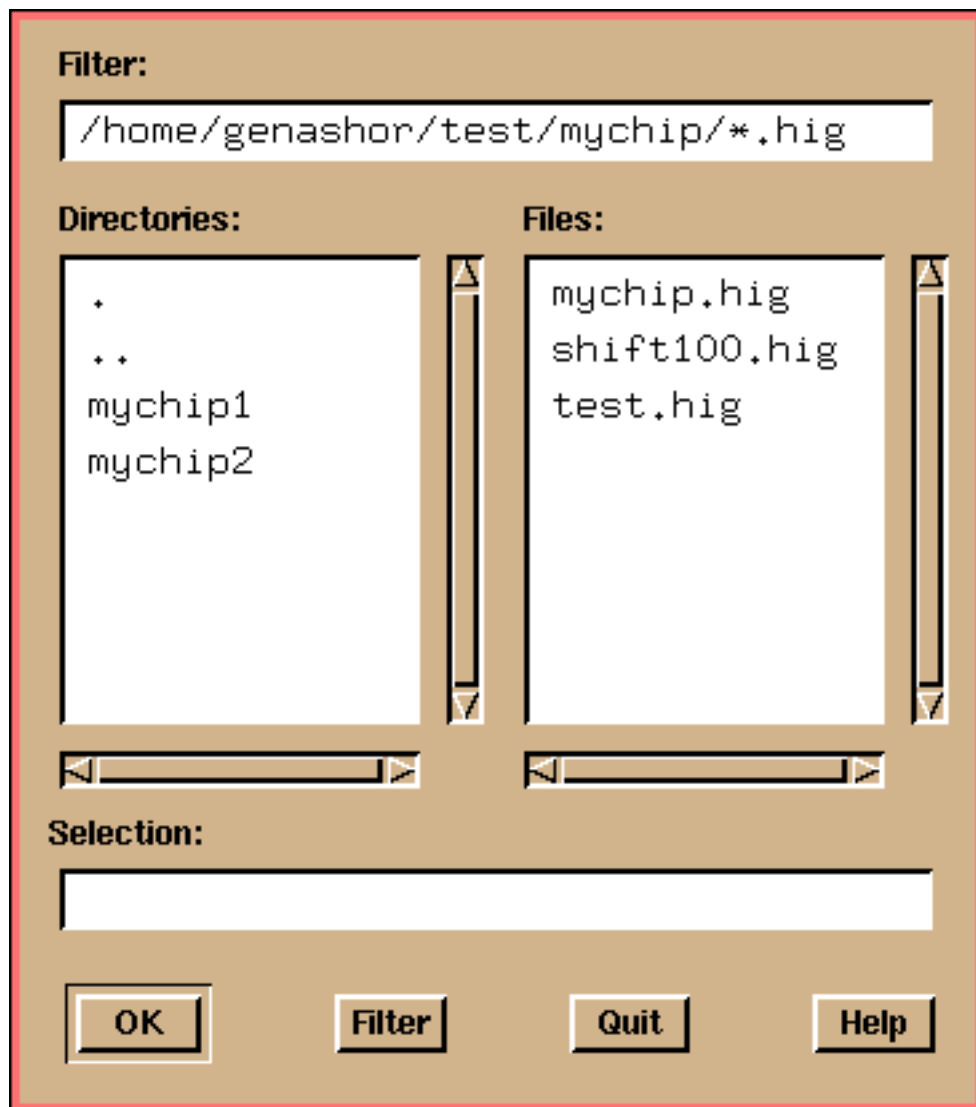 Filter:
/home/genashor/test/mychip/*.hig
Directories:
.
..
mychip1
mychip2
Files:
mychip.hig
shift100.hig
test.hig
Selection:
OK Filter Quit Help